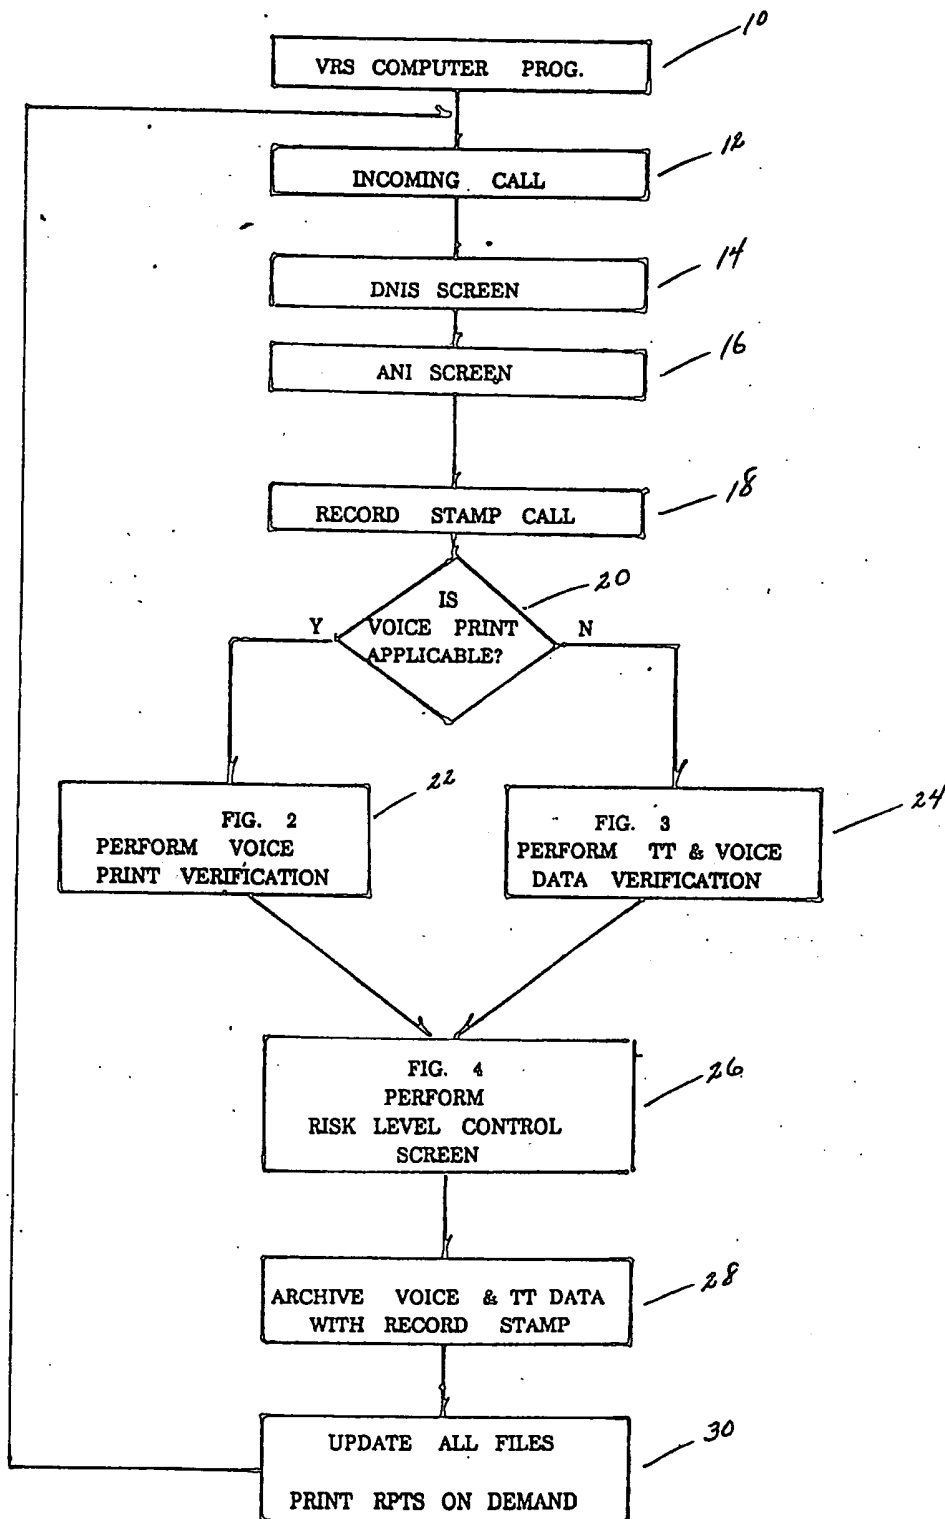 10
VRS COMPUTER PROG.
12
INCOMING CALL
14
DNIS SCREEN
16
ANI SCREEN
18
RECORD STAMP CALL
20
IS
VOICE PRINT
APPLICABLE?
Y
N
22
FIG. 2
PERFORM VOICE
PRINT VERIFICATION
24
FIG. 3
PERFORM TT & VOICE
DATA VERIFICATION
26
FIG. 4
PERFORM
RISK LEVEL CONTROL
SCREEN
28
ARCHIVE VOICE & TT DATA
WITH RECORD STAMP
30
UPDATE ALL FILES
PRINT RPTS ON DEMAND